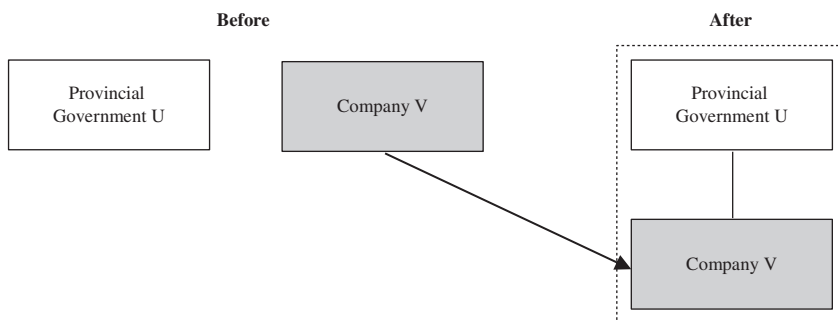 Before
After
Provincial
Government U
Company V
Provincial
Government U
Company V